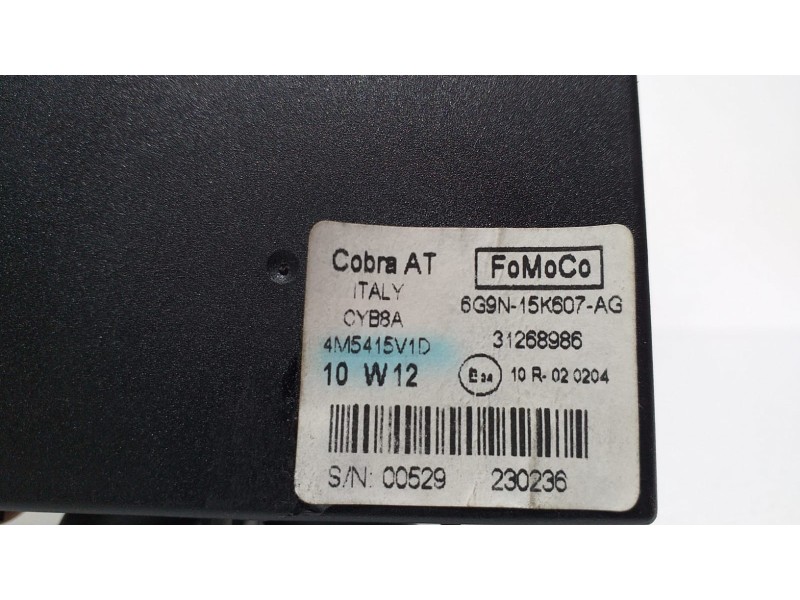 Cobra AT FoMoCo
ITALY 6G9N-15K607-AG
CYB8A 31268986
4M5415V1D
10 W12 E24 10 R-02 0204
S/N: 00529 230236